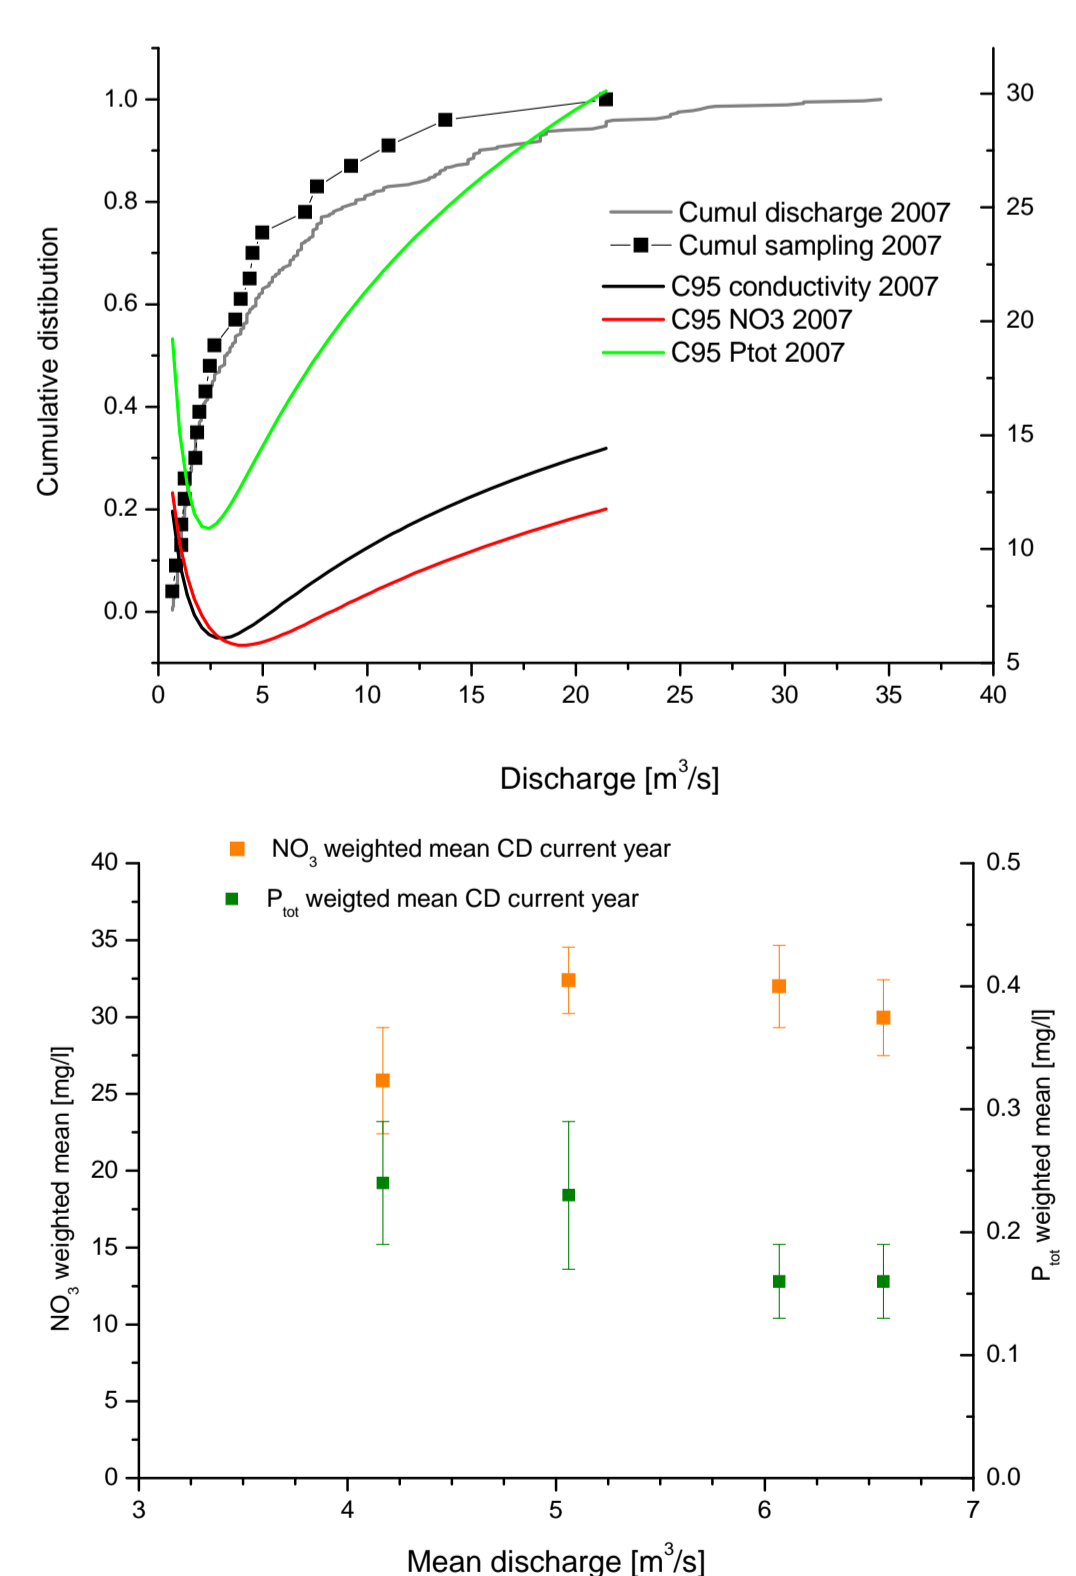 1.0
0.8
0.6
0.4
0.2
0.0
Cumulative distibution
30
25
20
15
10
5
Cumul discharge 2007
Cumul sampling 2007
C95 conductivity 2007
C95 NO3 2007
C95 Ptot 2007
0 5 10 15 20 25 30 35 40
Discharge [m3/s]
NO3 weighted mean CD current year
Ptot weigted mean CD current year
40
35
30
25
20
15
10
5
0
NO3 weighted mean [mg/l]
0.5
0.4
0.3
0.2
0.1
0.0
Ptot weighted mean [mg/l]
3 4 5 6 7
Mean discharge [m3/s]